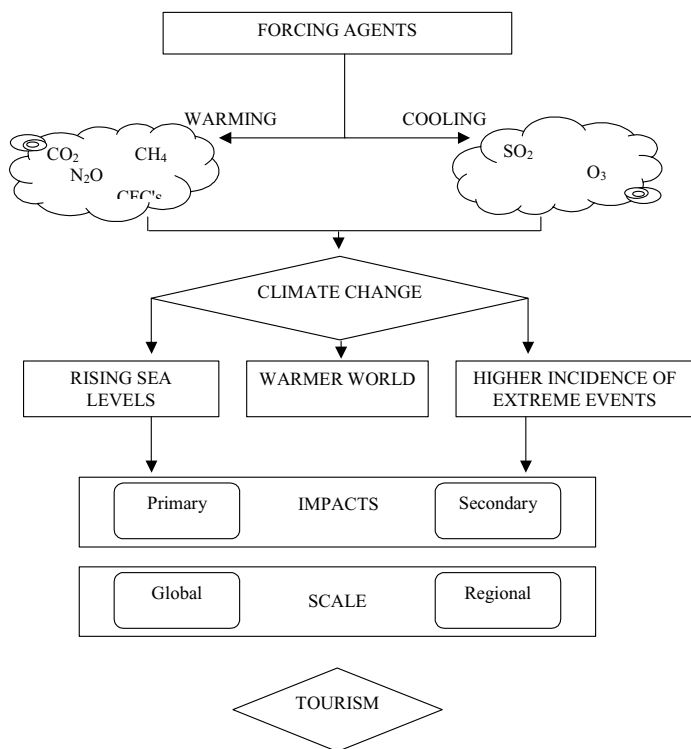 FORCING AGENTS
WARMING
COOLING
CO₂ CH₄
N₂O
CFC's
SO₂
O₃
CLIMATE CHANGE
RISING SEA
LEVELS
WARMER WORLD
HIGHER INCIDENCE OF
EXTREME EVENTS
Primary
IMPACTS
Secondary
Global
SCALE
Regional
TOURISM